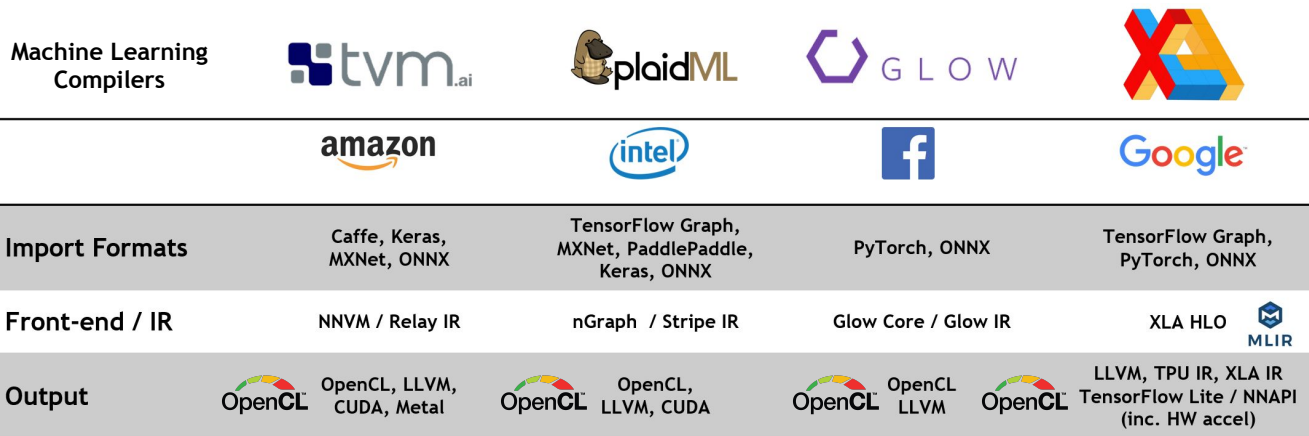 Machine Learning
Compilers
tvm.ai
plaidML
GLOW
XLA
amazon
intel
f
Google
Import Formats
Caffe, Keras,
MXNet, ONNX
TensorFlow Graph,
MXNet, PaddlePaddle,
Keras, ONNX
PyTorch, ONNX
TensorFlow Graph,
PyTorch, ONNX
Front-end / IR
NNVM / Relay IR
nGraph / Stripe IR
Glow Core / Glow IR
XLA HLO
MLIR
Output
OpenCL
OpenCL, LLVM,
CUDA, Metal
OpenCL
OpenCL,
LLVM, CUDA
OpenCL
OpenCL
LLVM
OpenCL
LLVM, TPU IR, XLA IR
TensorFlow Lite / NNAPI
(inc. HW accel)